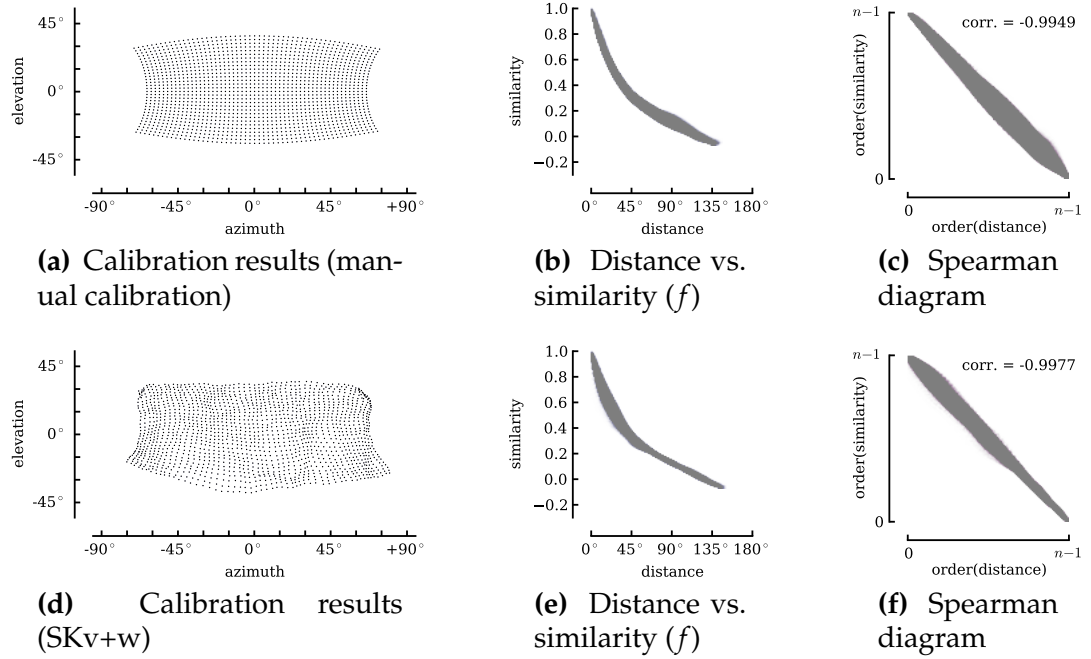 45°
0°
-45°
elevation
-90° -45° 0° 45° +90°
azimuth
1.0
0.8
0.6
0.4
0.2
0.0
−0.2
similarity
0° 45° 90° 135° 180°
distance
n−1
corr. = -0.9949
order(similarity)
0
0 n−1
order(distance)
(a) Calibration results (man-
ual calibration)
(b) Distance vs.
similarity (f)
(c) Spearman
diagram
45°
0°
-45°
elevation
-90° -45° 0° 45° +90°
azimuth
1.0
0.8
0.6
0.4
0.2
0.0
−0.2
similarity
0° 45° 90° 135° 180°
distance
n−1
corr. = -0.9977
order(similarity)
0
0 n−1
order(distance)
(d) Calibration results
(SKv+w)
(e) Distance vs.
similarity (f)
(f) Spearman
diagram